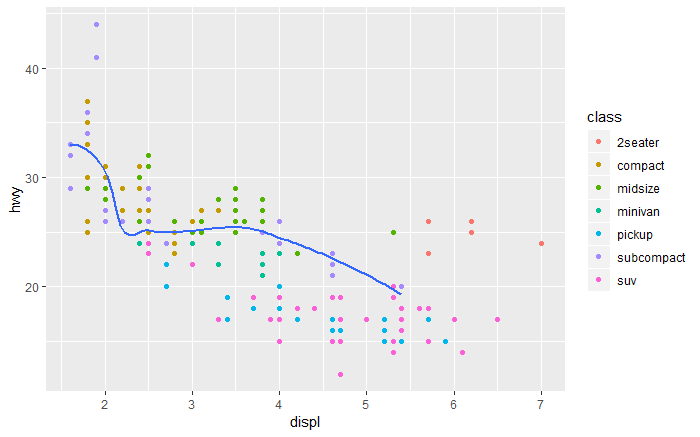 40
30
20
hwy
2 3 4 5 6 7
displ
class
2seater
compact
midsize
minivan
pickup
subcompact
suv